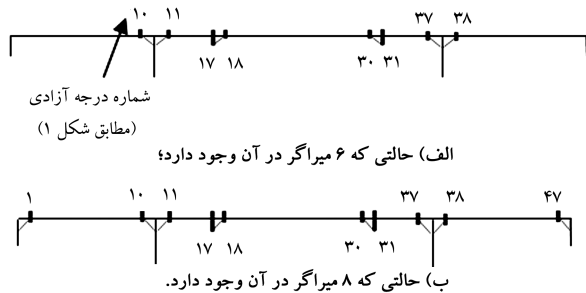 ۱۰ ۱۱ ۳۷ ۳۸
۱۷ ۱۸ ۳۰ ۳۱
شماره درجه آزادی
(مطابق شکل ۱)
الف) حالتی که ۶ میراگر در آن وجود دارد؛
۱ ۱۰ ۱۱ ۳۷ ۳۸ ۴۷
۱۷ ۱۸ ۳۰ ۳۱
ب) حالتی که ۸ میراگر در آن وجود دارد.